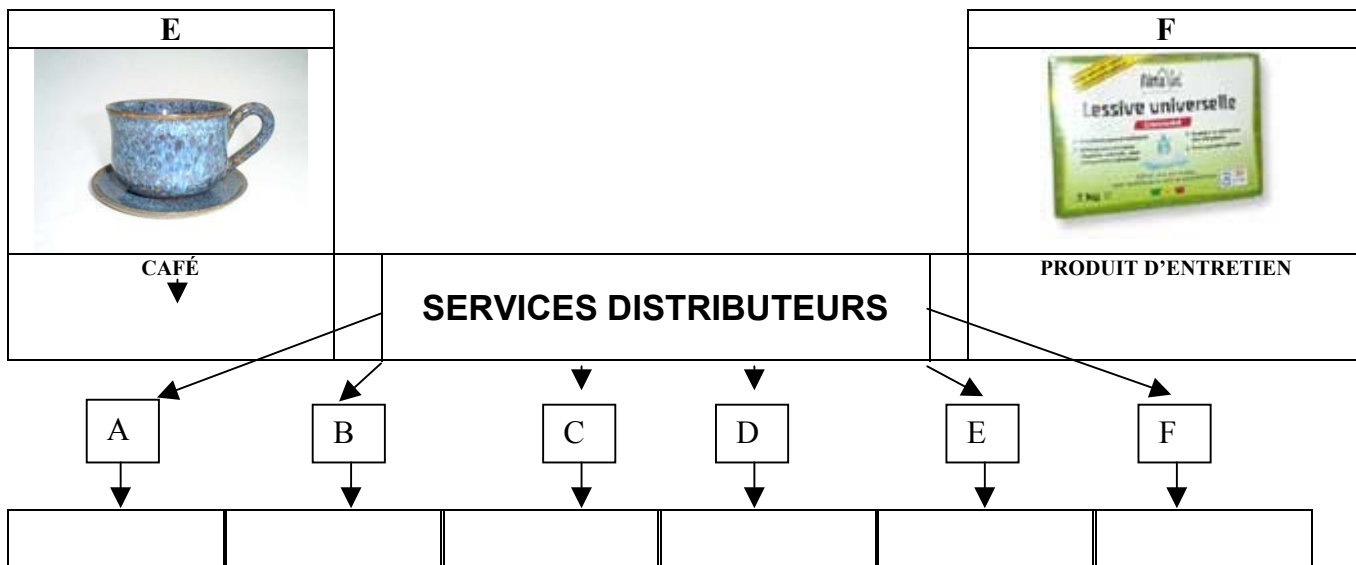 E
F
Lessive universelle
CAFÉ
PRODUIT D'ENTRETIEN
SERVICES DISTRIBUTEURS
A
B
C
D
E
F